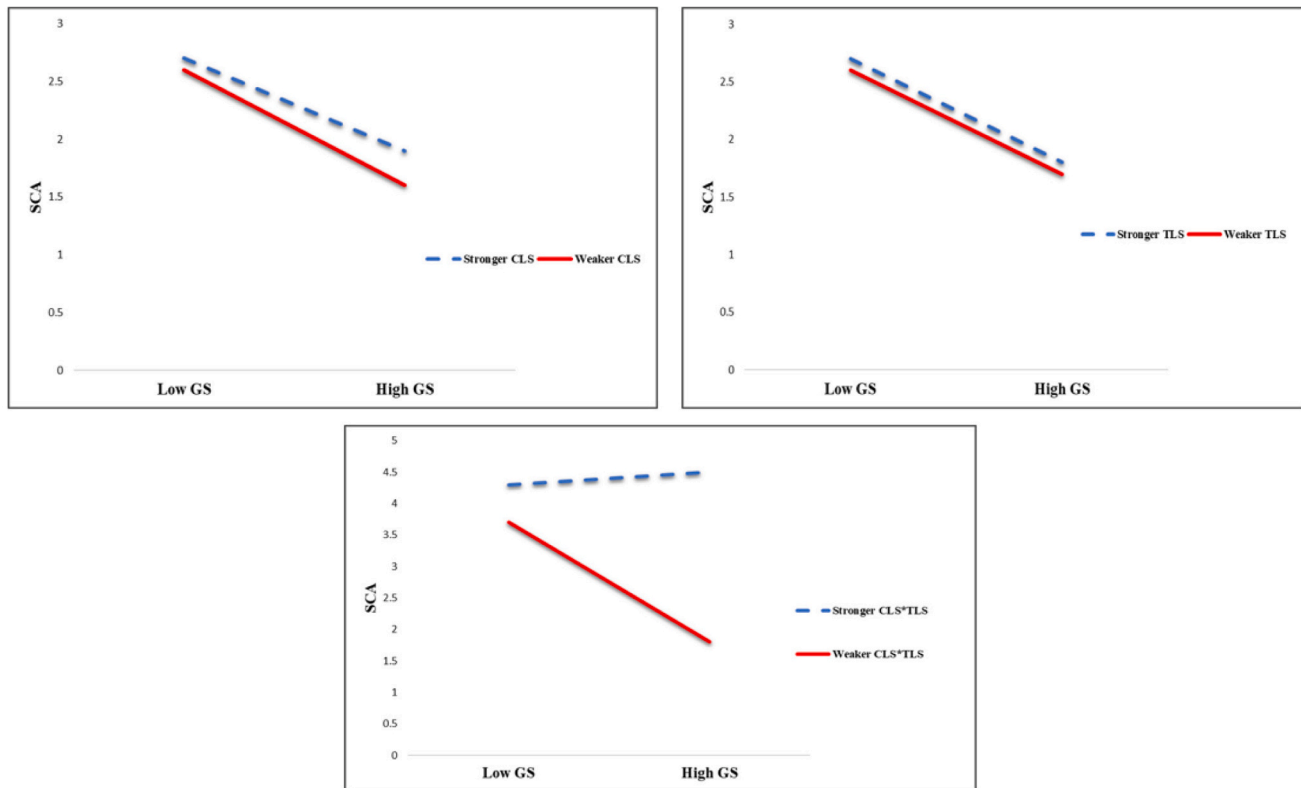 3
2.5
2
1.5
1
0.5
0
SCA
Stronger CLS Weaker CLS
Low GS High GS
3
2.5
2
1.5
1
0.5
0
SCA
Stronger TLS Weaker TLS
Low GS High GS
5
4.5
4
3.5
3
2.5
2
1.5
1
0.5
0
SCA
Stronger CLS*TLS
Weaker CLS*TLS
Low GS High GS